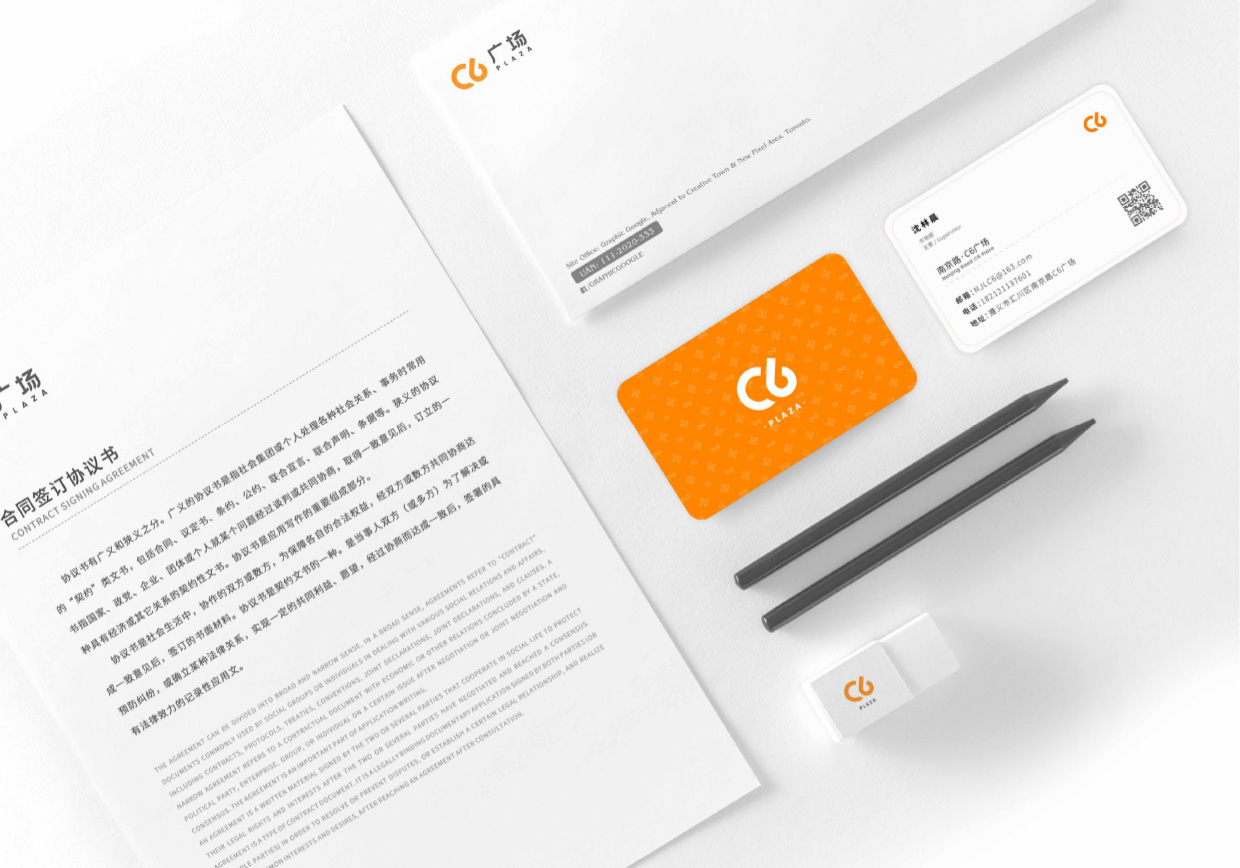 C6 广场
PLAZA
Site Office: Graphic Google, Adjacent to Creative Town & New Pixel Area, Toronto.
UAN: 111-2020-333
/GRAPHICGOOGLE
C6
沈林晨
市场部
主管 / Supervisor
南京路·C6广场
Nanjing Road C6 Plaza
邮箱:NJLC6@163.com
电话:18212113760​1
地址:遵义市汇川区南京路C6广场
C6
·PLAZA·
C6
PLAZA
广场
PLAZA
合同签订协议书
CONTRACT SIGNING AGREEMENT
协议书有广义和狭义之分。广义的协议书是指社会集团或个人处理各种社会关系、事务时常用
的“契约”类文书，包括合同、议定书、条约、公约、联合宣言、联合声明、条据等。狭义的协议
书指国家、政党、企业、团体或个人就某个问题经过谈判或共同协商，取得一致意见后，订立的一
种具有经济或其它关系的契约性文书。协议书是应用写作的重要组成部分。
协议书是社会生活中，协作的双方或数方，为保障各自的合法权益，经双方或数方共同协商达
成一致意见后，签订的书面材料。协议书是契约文书的一种。是当事人双方（或多方）为了解决或
预防纠纷，或确立某种法律关系，实现一定的共同利益、愿望，经过协商而达成一致后，签署的具
有法律效力的记录性应用文。
THE AGREEMENT CAN BE DIVIDED INTO BROAD AND NARROW SENSE. IN A BROAD SENSE, AGREEMENTS REFER TO "CONTRACT"
DOCUMENTS COMMONLY USED BY SOCIAL GROUPS OR INDIVIDUALS IN DEALING WITH VARIOUS SOCIAL RELATIONS AND AFFAIRS,
INCLUDING CONTRACTS, PROTOCOLS, TREATIES, CONVENTIONS, JOINT DECLARATIONS, JOINT DECLARATIONS, AND CLAUSES. A
NARROW AGREEMENT REFERS TO A CONTRACTUAL DOCUMENT WITH ECONOMIC OR OTHER RELATIONS CONCLUDED BY A STATE,
POLITICAL PARTY, ENTERPRISE, GROUP, OR INDIVIDUAL ON A CERTAIN ISSUE AFTER NEGOTIATION OR JOINT NEGOTIATION AND
CONSENSUS. THE AGREEMENT IS AN IMPORTANT PART OF APPLICATION WRITING.
AN AGREEMENT IS A WRITTEN MATERIAL SIGNED BY THE TWO OR SEVERAL PARTIES THAT COOPERATE IN SOCIAL LIFE TO PROTECT
THEIR LEGAL RIGHTS AND INTERESTS AFTER THE TWO OR SEVERAL PARTIES HAVE NEGOTIATED AND REACHED A CONSENSUS.
AGREEMENT IS A TYPE OF CONTRACT DOCUMENT. IT IS A LEGALLY BINDING DOCUMENTARY APPLICATION SIGNED BY BOTH PARTIES (OR
PARTIES) IN ORDER TO RESOLVE OR PREVENT DISPUTES, OR ESTABLISH A CERTAIN LEGAL RELATIONSHIP, AND REALIZE
INTERESTS AND DESIRES, AFTER REACHING AN AGREEMENT AFTER CONSULTATION.